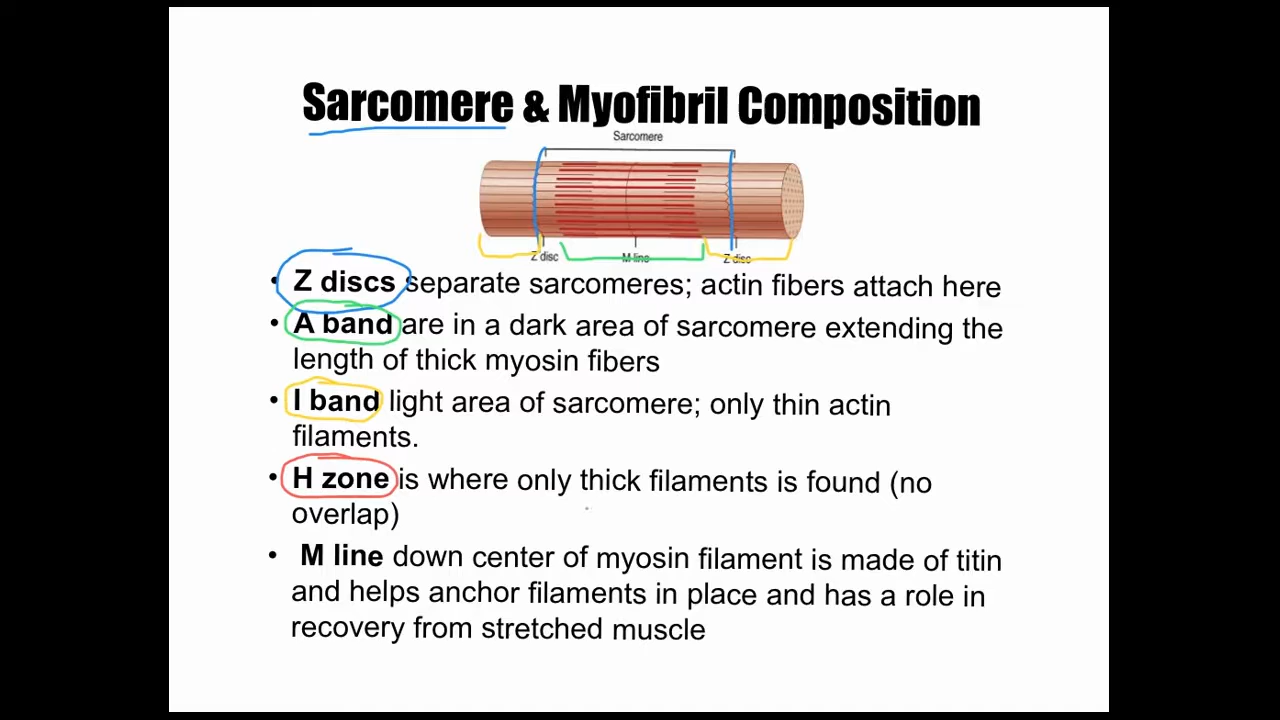 Sarcomere & Myofibril Composition
Sarcomere
Z disc M line Z disc
• Z discs separate sarcomeres; actin fibers attach here
• A band are in a dark area of sarcomere extending the
length of thick myosin fibers
• I band light area of sarcomere; only thin actin
filaments.
• H zone is where only thick filaments is found (no
overlap)
• M line down center of myosin filament is made of titin
and helps anchor filaments in place and has a role in
recovery from stretched muscle